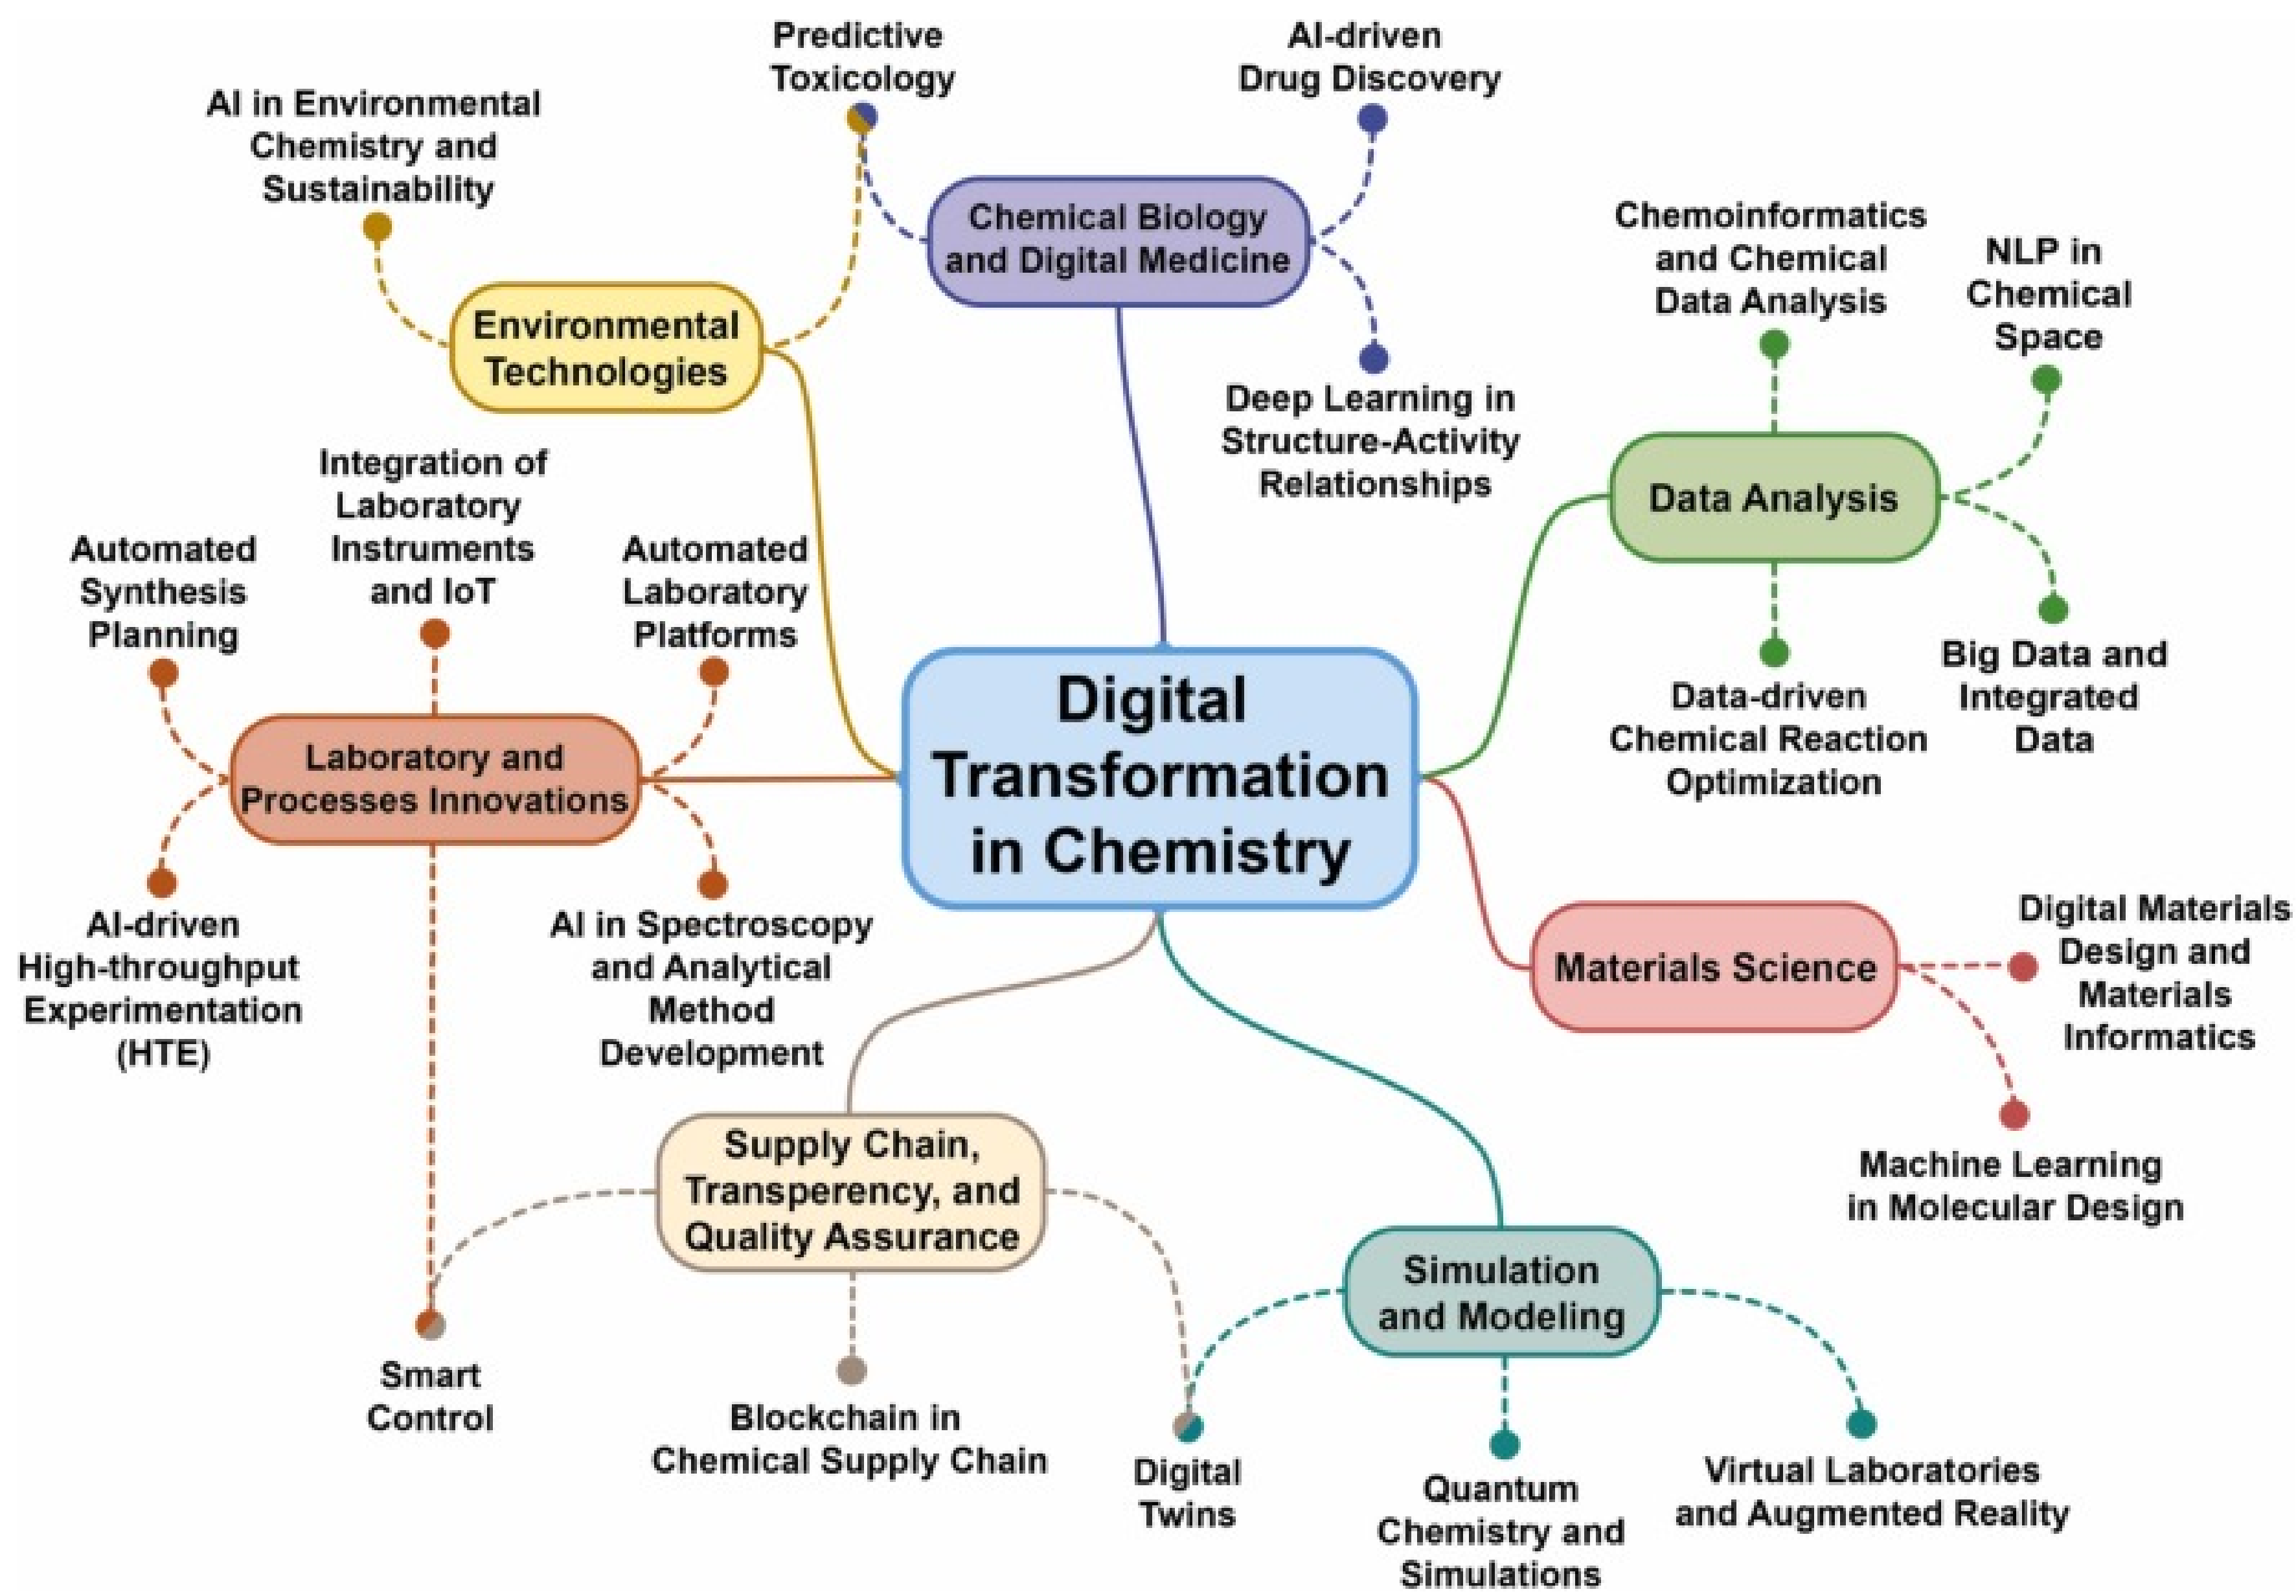 Predictive
Toxicology
AI-driven
Drug Discovery
AI in Environmental
Chemistry and
Sustainability
Chemical Biology
and Digital Medicine
Chemoinformatics
and Chemical
Data Analysis
NLP in
Chemical
Space
Environmental
Technologies
Deep Learning in
Structure-Activity
Relationships
Data Analysis
Integration of
Laboratory
Instruments
and IoT
Automated
Synthesis
Planning
Automated
Laboratory
Platforms
Big Data and
Integrated
Data
Data-driven
Chemical Reaction
Optimization
Laboratory and
Processes Innovations
Digital
Transformation
in Chemistry
AI-driven
High-throughput
Experimentation
(HTE)
AI in Spectroscopy
and Analytical
Method
Development
Materials Science
Digital Materials
Design and
Materials
Informatics
Supply Chain,
Transperency, and
Quality Assurance
Machine Learning
in Molecular Design
Simulation
and Modeling
Smart
Control
Blockchain in
Chemical Supply Chain
Digital
Twins
Quantum
Chemistry and
Simulations
Virtual Laboratories
and Augmented Reality